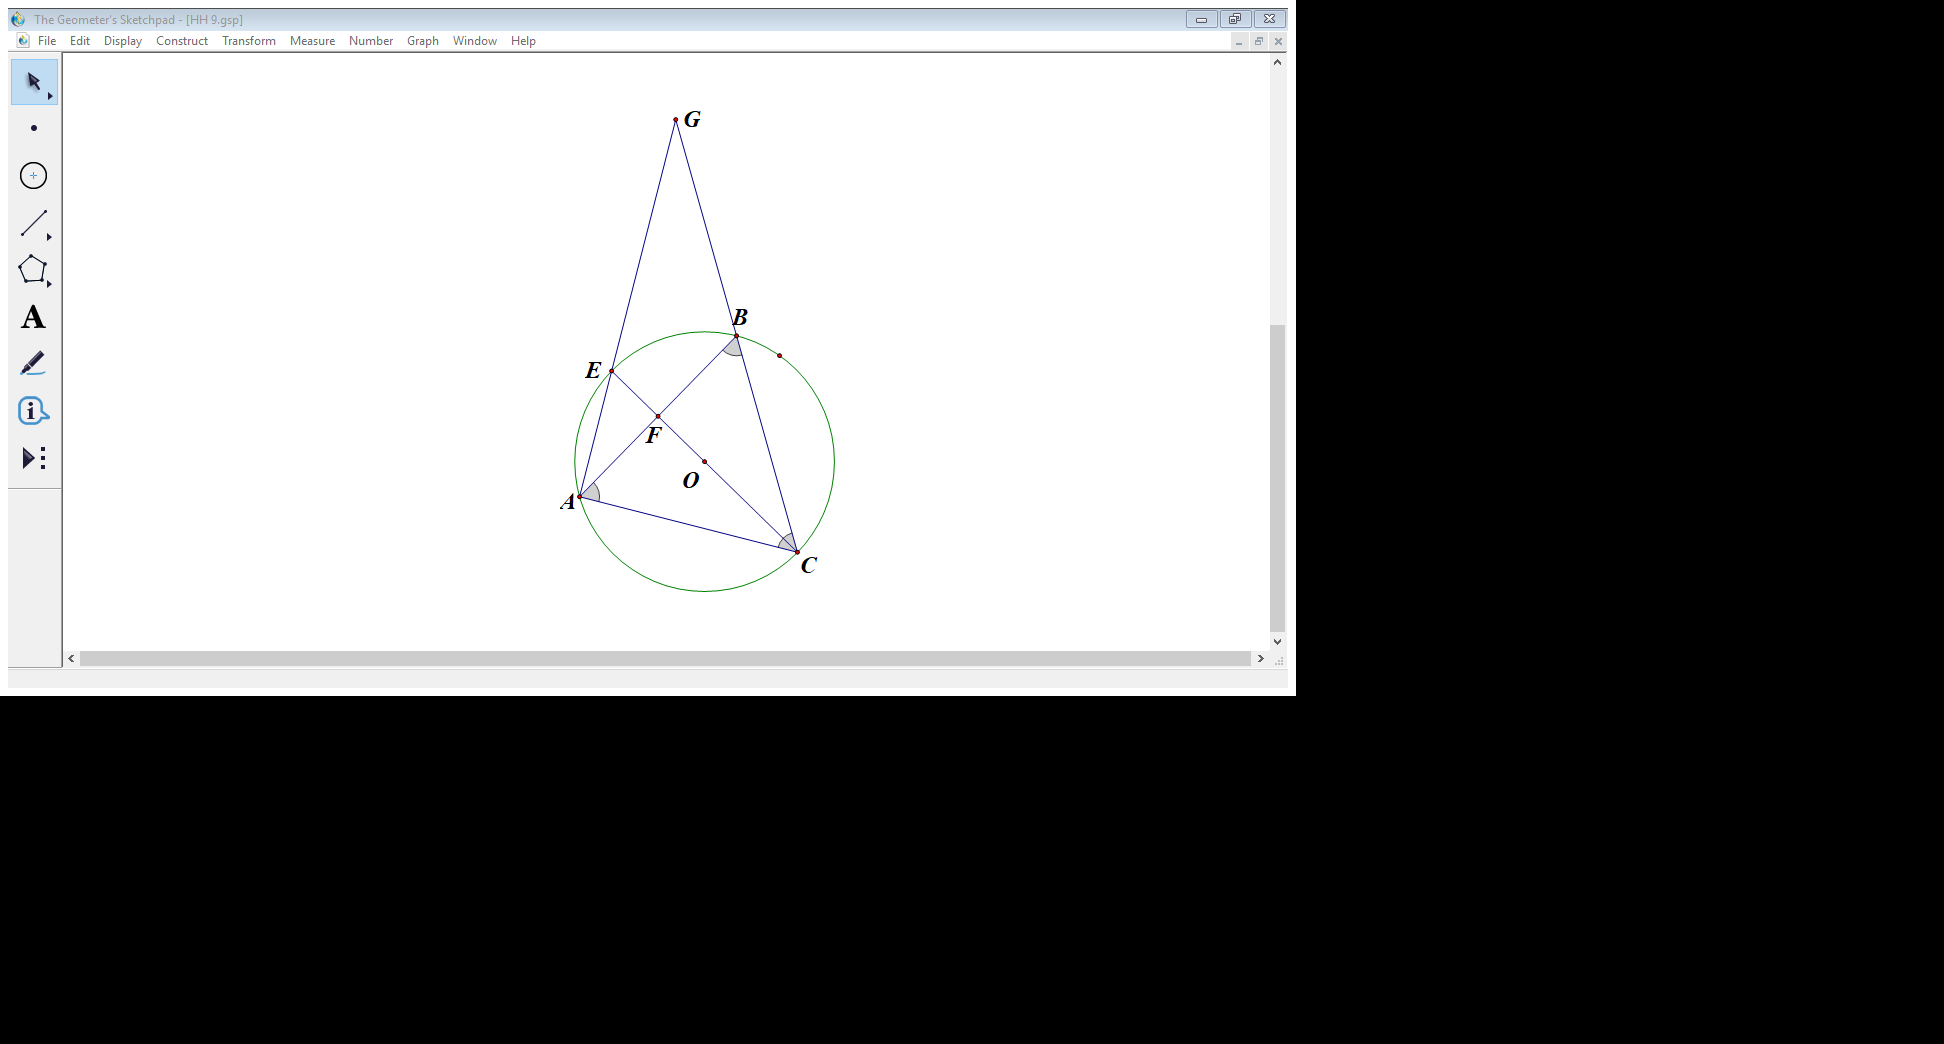 The Geometer's Sketchpad - [HH 9.gsp]
File Edit Display Construct Transform Measure Number Graph Window Help
G
B
E
F
O
A
C
A
i